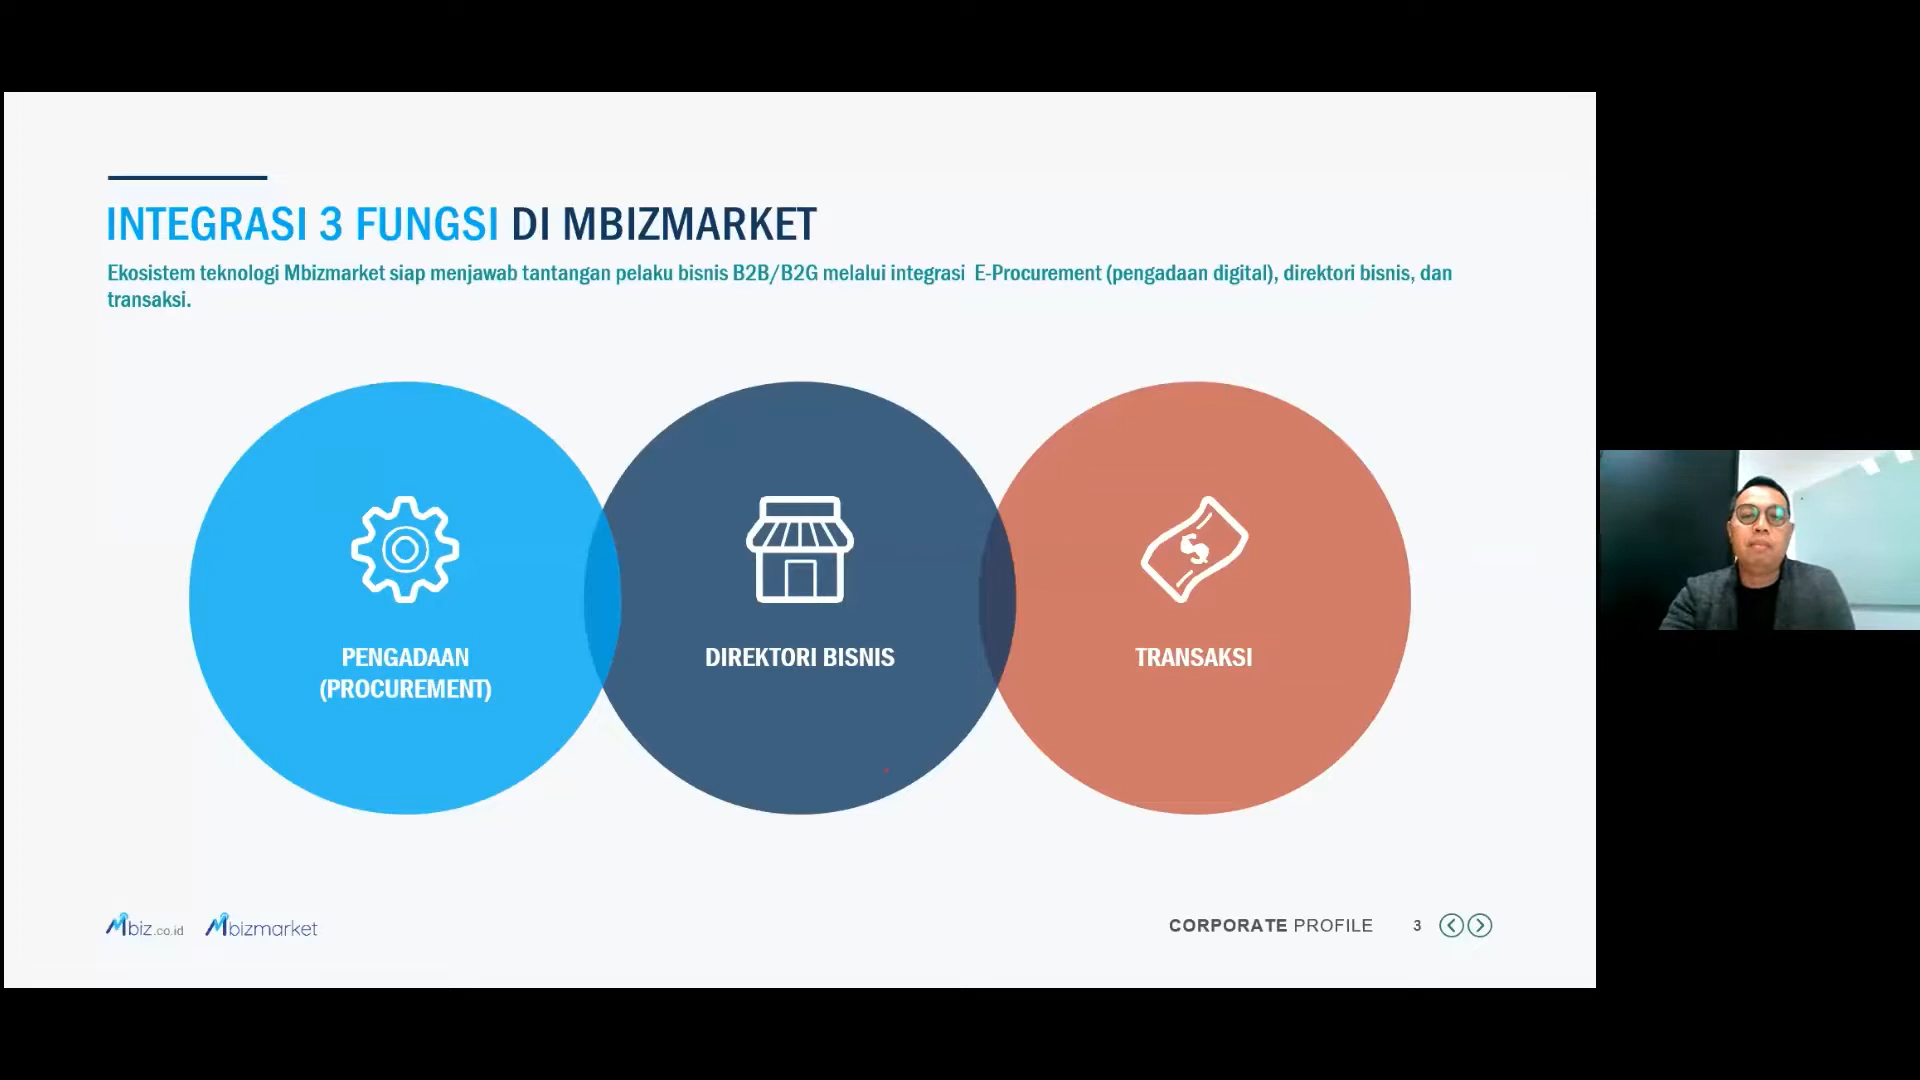 INTEGRASI 3 FUNGSI DI MBIZMARKET
Ekosistem teknologi Mbizmarket siap menjawab tantangan pelaku bisnis B2B/B2G melalui integrasi E-Procurement (pengadaan digital), direktori bisnis, dan
transaksi.
PENGADAAN
(PROCUREMENT)
DIREKTORI BISNIS
TRANSAKSI
Mbiz.co.id Mbizmarket
CORPORATE PROFILE 3